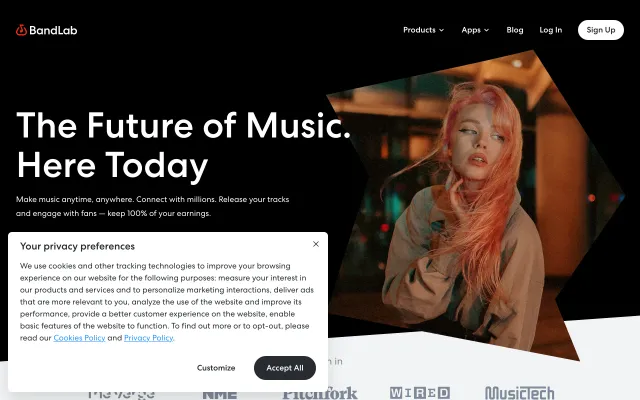 BandLab
Products
Apps
Blog
Log In
Sign Up
The Future of Music.
Here Today
Make music anytime, anywhere. Connect with millions. Release your tracks
and engage with fans — keep 100% of your earnings.
Your privacy preferences
We use cookies and other tracking technologies to improve your browsing
experience on our website for the following purposes: measure your interest in
our products and services and to personalize marketing interactions, deliver ads
that are more relevant to you, analyze the use of the website and improve its
performance, provide a better customer experience on the website, enable
basic features of the website to function. To find out more or to opt-out, please
read our Cookies Policy and Privacy Policy.
Customize
Accept All
in
NME
Pitchfork
WIRED
MusicTech